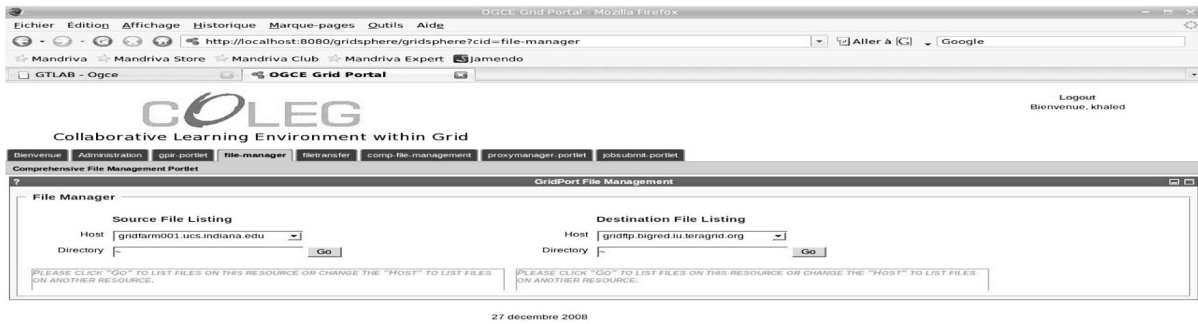 OGCE Grid Portal - Mozilla Firefox
Fichier Édition Affichage Historique Marque-pages Outils Aide
http://localhost:8080/gridsphere/gridsphere?cid=file-manager Aller à G Google
Mandriva Mandriva Store Mandriva Club Mandriva Expert Jamendo
GTLAB - Ogce OGCE Grid Portal
Logout
Bienvenue, khaled
COLEG
Collaborative Learning Environment within Grid
Bienvenue Administration gpir-portlet file-manager filetransfer comp-file-management proxymanager-portlet jobsubmit-portlet
Comprehensive File Management Portlet
? GridPort File Management
File Manager
Source File Listing Destination File Listing
Host gridfarm001.ucs.indiana.edu Host gridftp.bigred.iu.teragrid.org
Directory ~ Go Directory ~ Go
PLEASE CLICK "GO" TO LIST FILES ON THIS RESOURCE OR CHANGE THE "HOST" TO LIST FILES
ON ANOTHER RESOURCE.
PLEASE CLICK "GO" TO LIST FILES ON THIS RESOURCE OR CHANGE THE "HOST" TO LIST FILES
ON ANOTHER RESOURCE.
27 décembre 2008